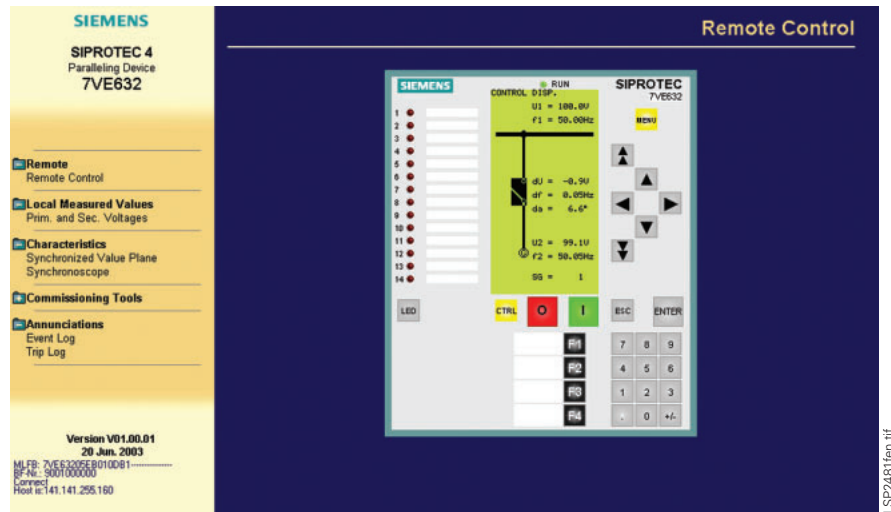 SIEMENS
SIPROTEC 4
Paralleling Device
7VE632
Remote
Remote Control
Local Measured Values
Prim. and Sec. Voltages
Characteristics
Synchronized Value Plane
Synchronoscope
Commissioning Tools
Annunciations
Event Log
Trip Log
Version V01.00.01
20 Jun. 2003
MLFB: 7VE63205EB010DB1--------------
BF-Nr.: 9001000000
Connect
Host is:141.141.255.160
Remote Control
SIEMENS
RUN
SIPROTEC
7VE632
CONTROL DISP.
U1 = 100.0V
f1 = 50.00Hz
MENU
1
2
3
4
5
6
7
8
9
10
11
12
13
14
dU = -0.9V
df = 0.05Hz
da = 6.6°
U2 = 99.1V
f2 = 50.05Hz
SG = 1
LED
CTRL
O
I
ESC
ENTER
F1
7 8 9
F2
4 5 6
F3
1 2 3
F4
. 0 +/-
LSP2481fen.tif